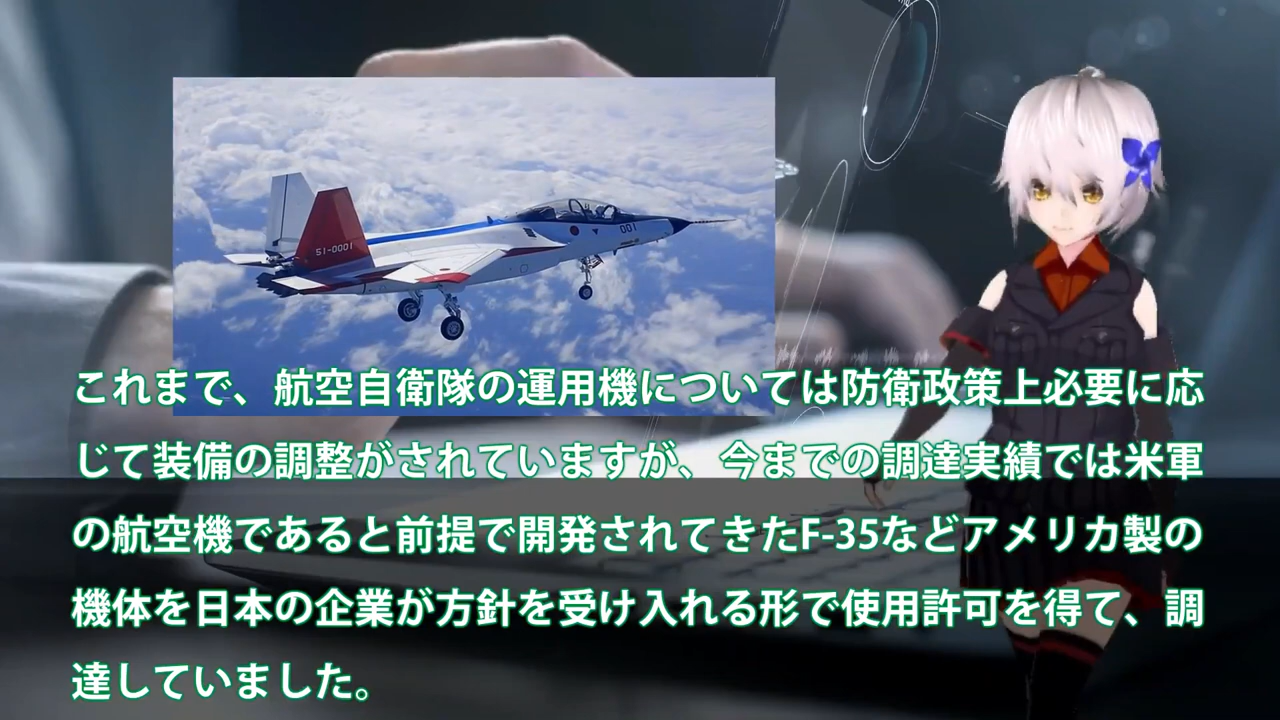 001
51-0001
これまで、航空自衛隊の運用機については防衛政策上必要に応
じて装備の調整がされていますが、今までの調達実績では米軍
の航空機であると前提で開発されてきたF-35などアメリカ製の
機体を日本の企業が方針を受け入れる形で使用許可を得て、調
達していました。